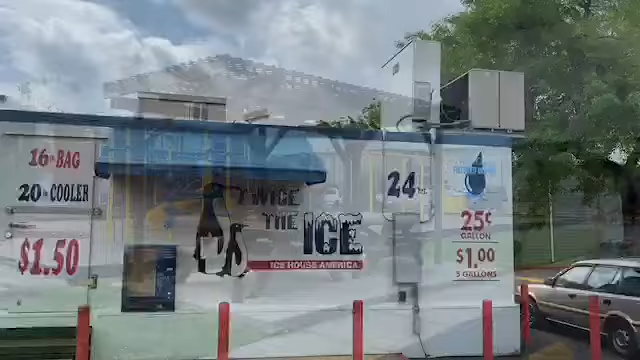 16 lb BAG
20 lb COOLER
$1.50
TWICE
THE ICE
ICE HOUSE AMERICA
24
25¢
GALLON
$1.00
5 GALLONS